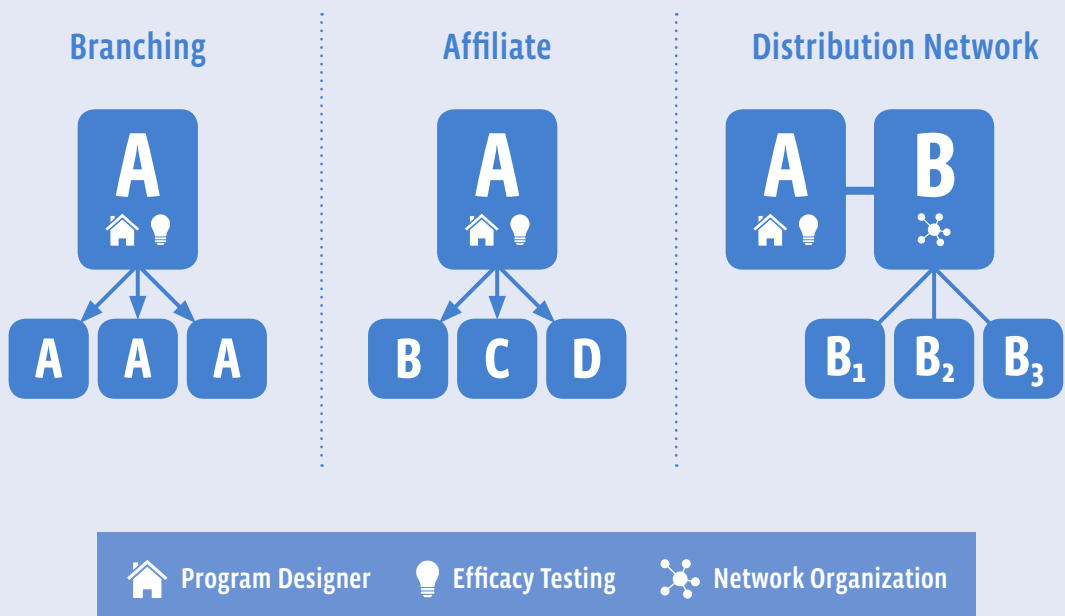 Branching
Affiliate
Distribution Network
A
A
A B
A A A
B C D
B₁ B₂ B₃
Program Designer
Efficacy Testing
Network Organization